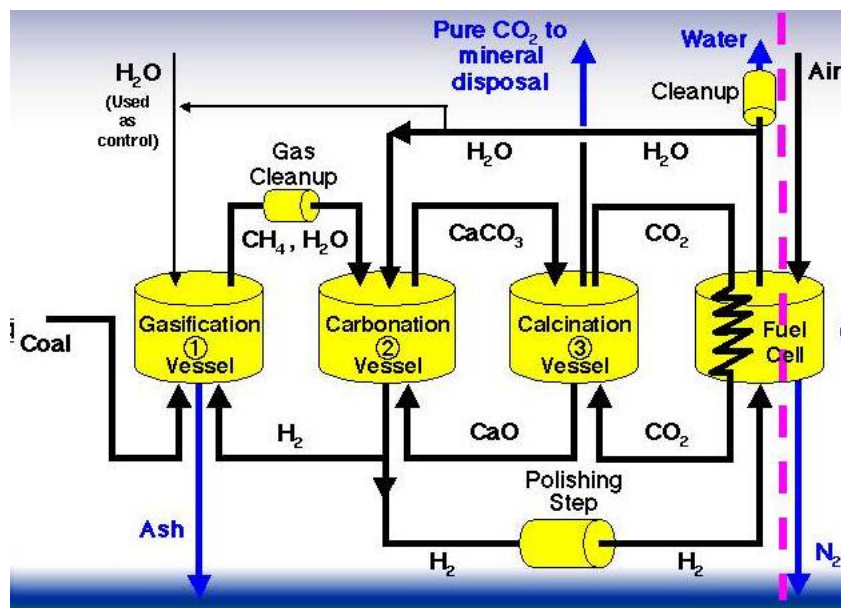 Pure CO₂ to
mineral
disposal
Water
Air
H₂O
(Used
as
control)
Cleanup
H₂O
H₂O
Gas
Cleanup
CH₄ , H₂O
CaCO₃
CO₂
Gasification
①
Vessel
Carbonation
②
Vessel
Calcination
③
Vessel
Fuel
Cell
Coal
H₂
CaO
CO₂
Polishing
Step
Ash
H₂
H₂
N₂